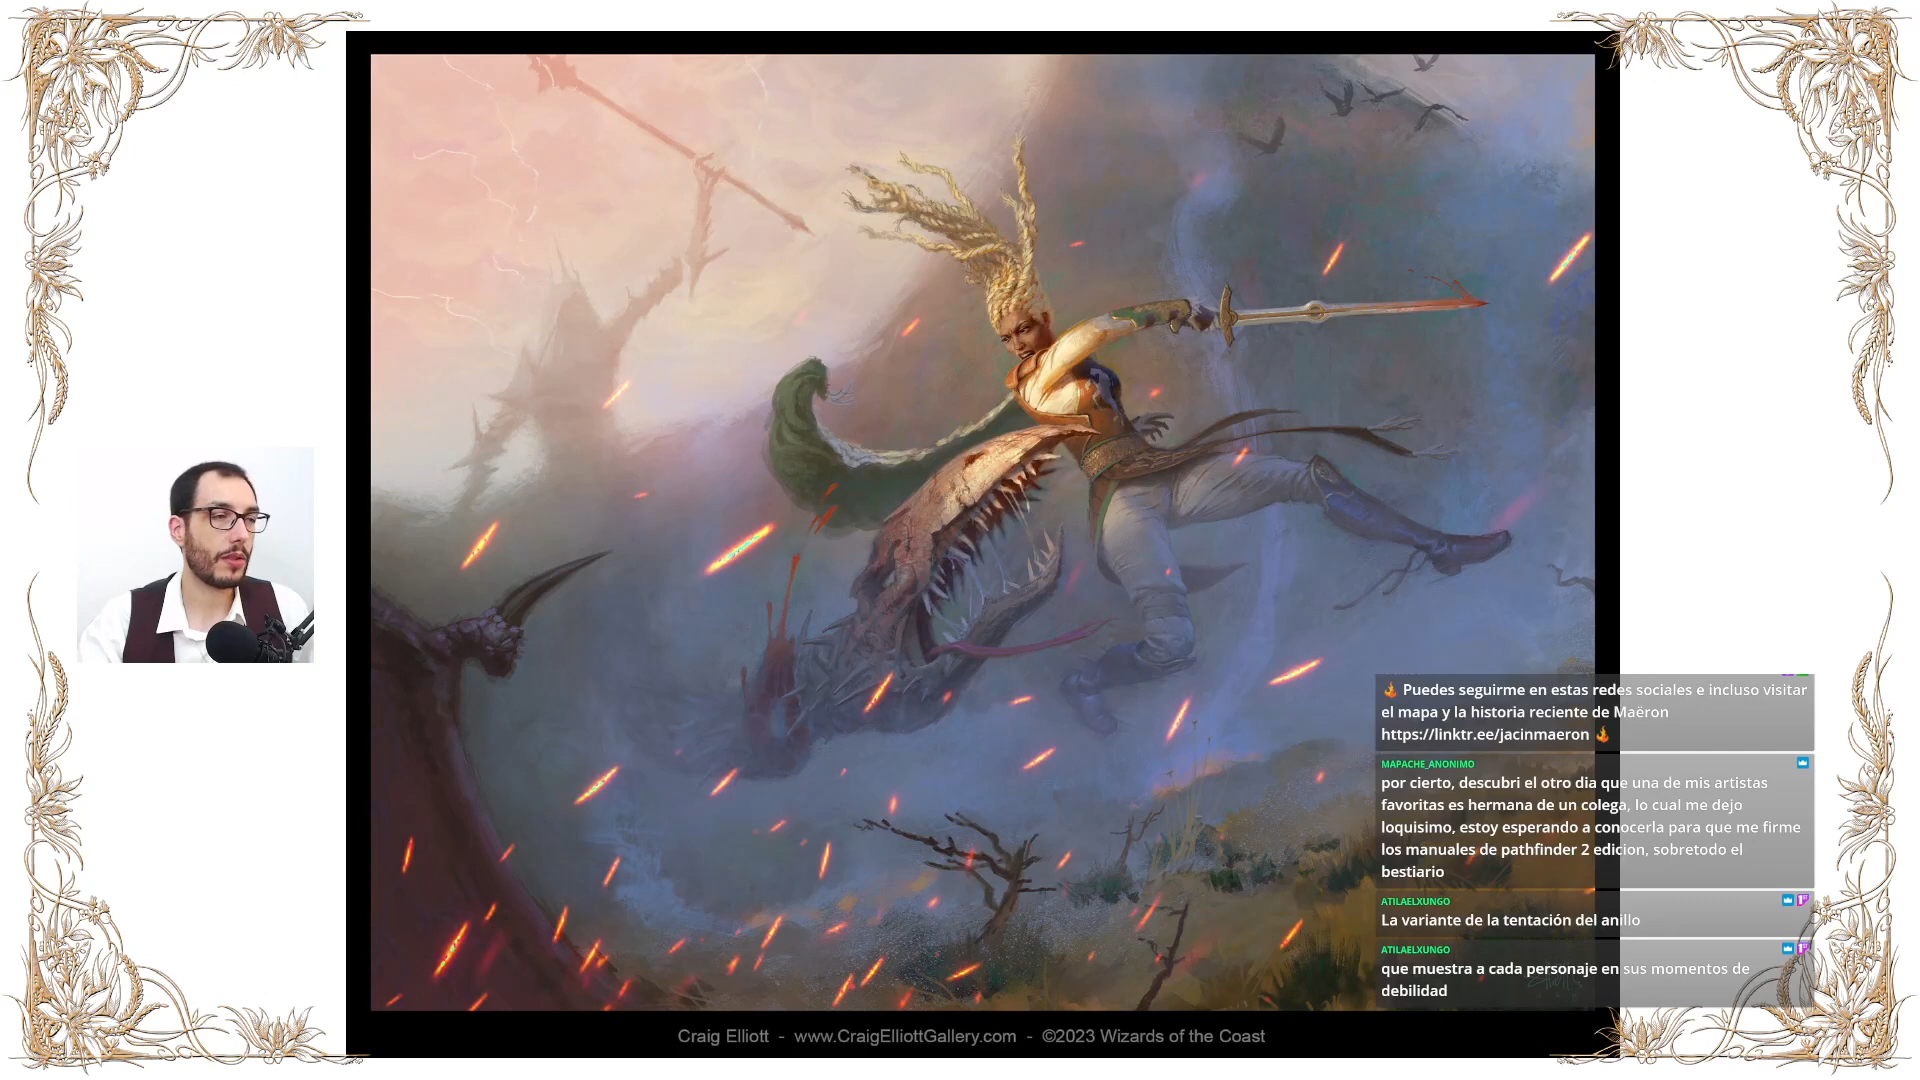 🔥 Puedes seguirme en estas redes sociales e incluso visitar
el mapa y la historia reciente de Maëron
https://linktr.ee/jacinmaeron 🔥
MAPACHE_ANONIMO
por cierto, descubri el otro dia que una de mis artistas
favoritas es hermana de un colega, lo cual me dejo
loquisimo, estoy esperando a conocerla para que me firme
los manuales de pathfinder 2 edicion, sobretodo el
bestiario
ATILAELXUNGO
La variante de la tentación del anillo
ATILAELXUNGO
que muestra a cada personaje en sus momentos de
debilidad
Craig Elliott - www.CraigElliottGallery.com - ©2023 Wizards of the Coast